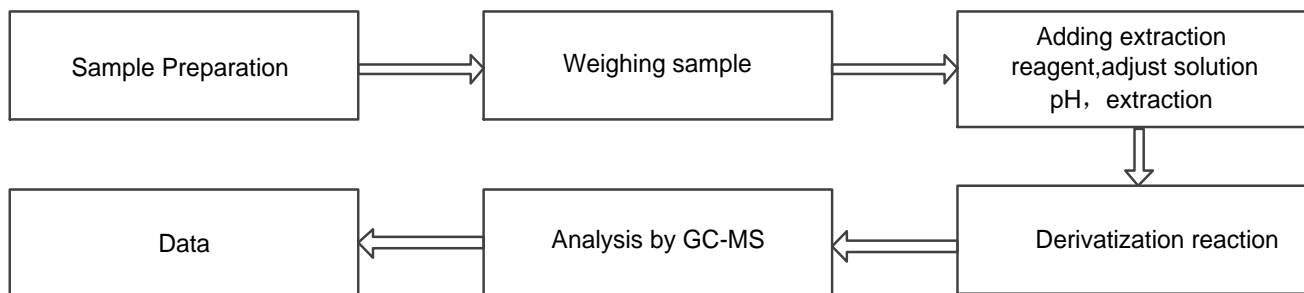 Sample Preparation
Weighing sample
Adding extraction
reagent,adjust solution
pH，extraction
Derivatization reaction
Analysis by GC-MS
Data